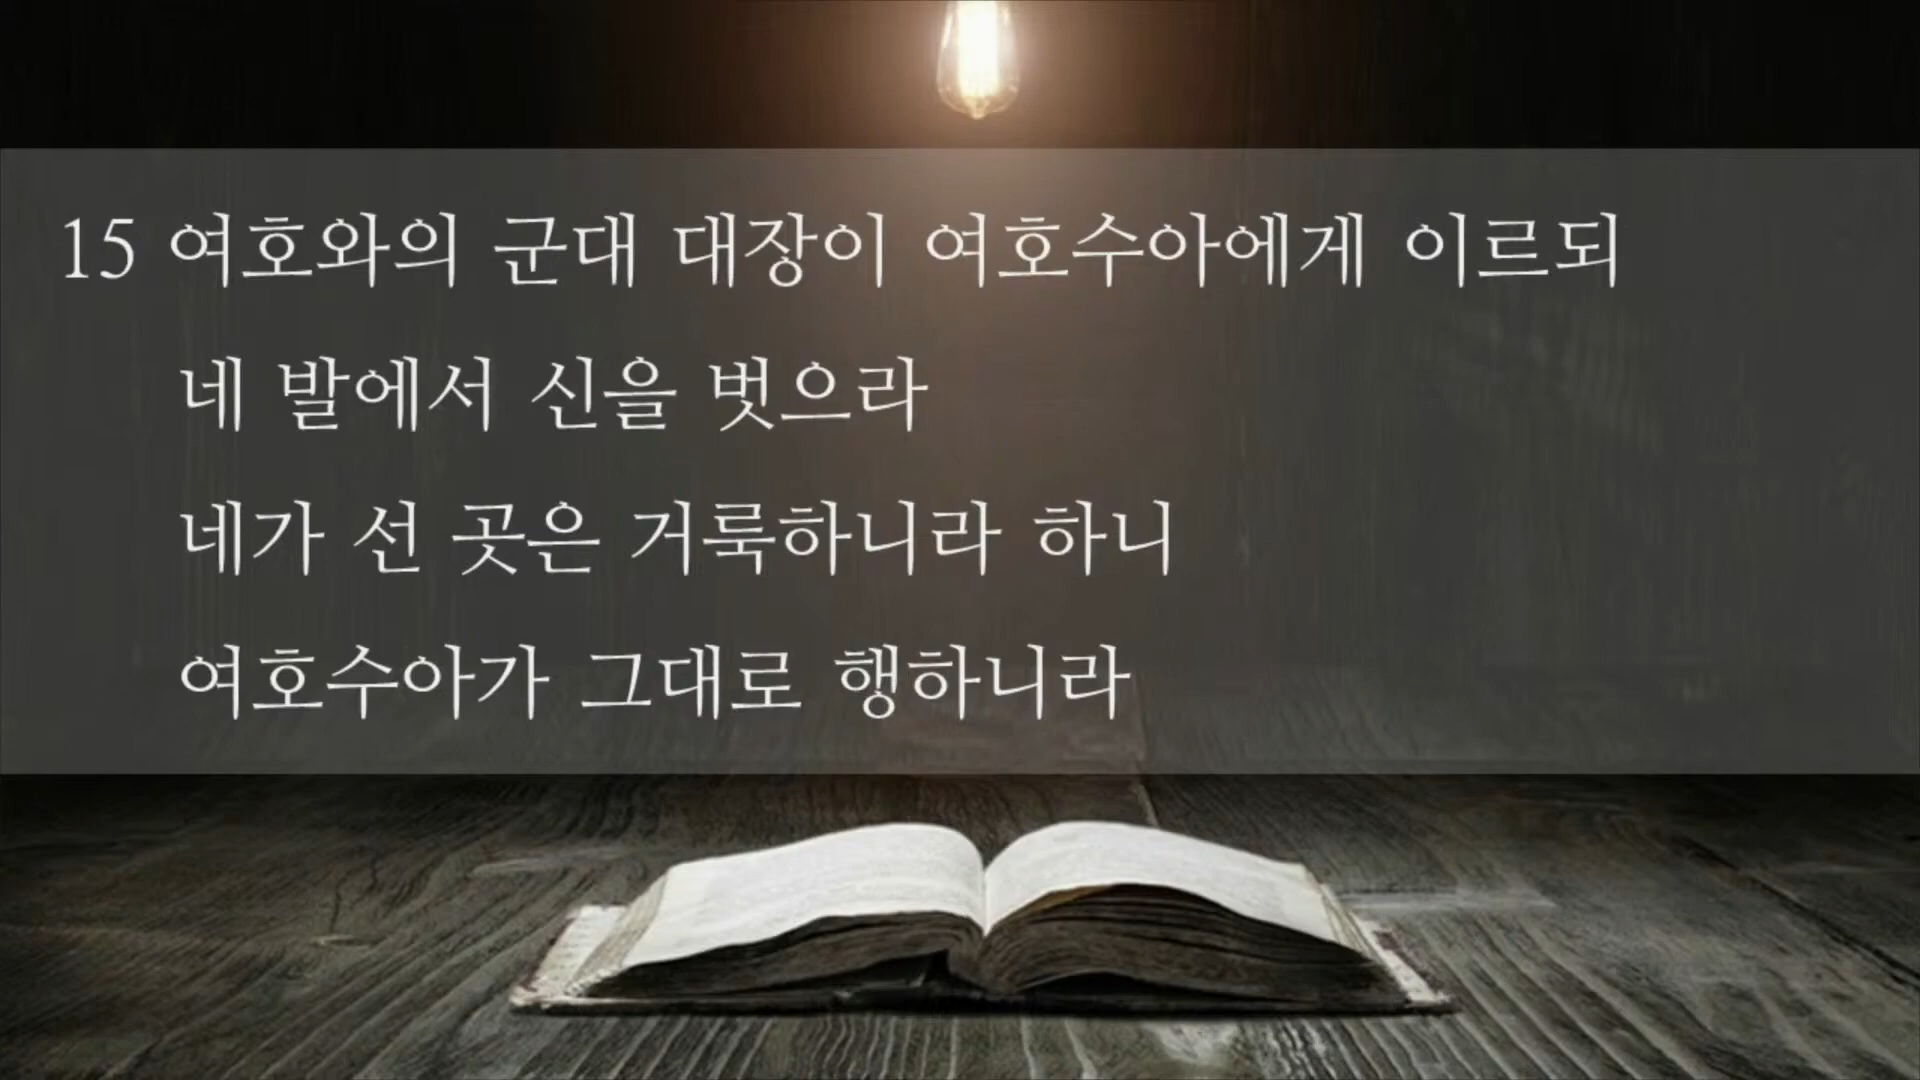 15 여호와의 군대 대장이 여호수아에게 이르되
네 발에서 신을 벗으라
네가 선 곳은 거룩하니라 하니
여호수아가 그대로 행하니라